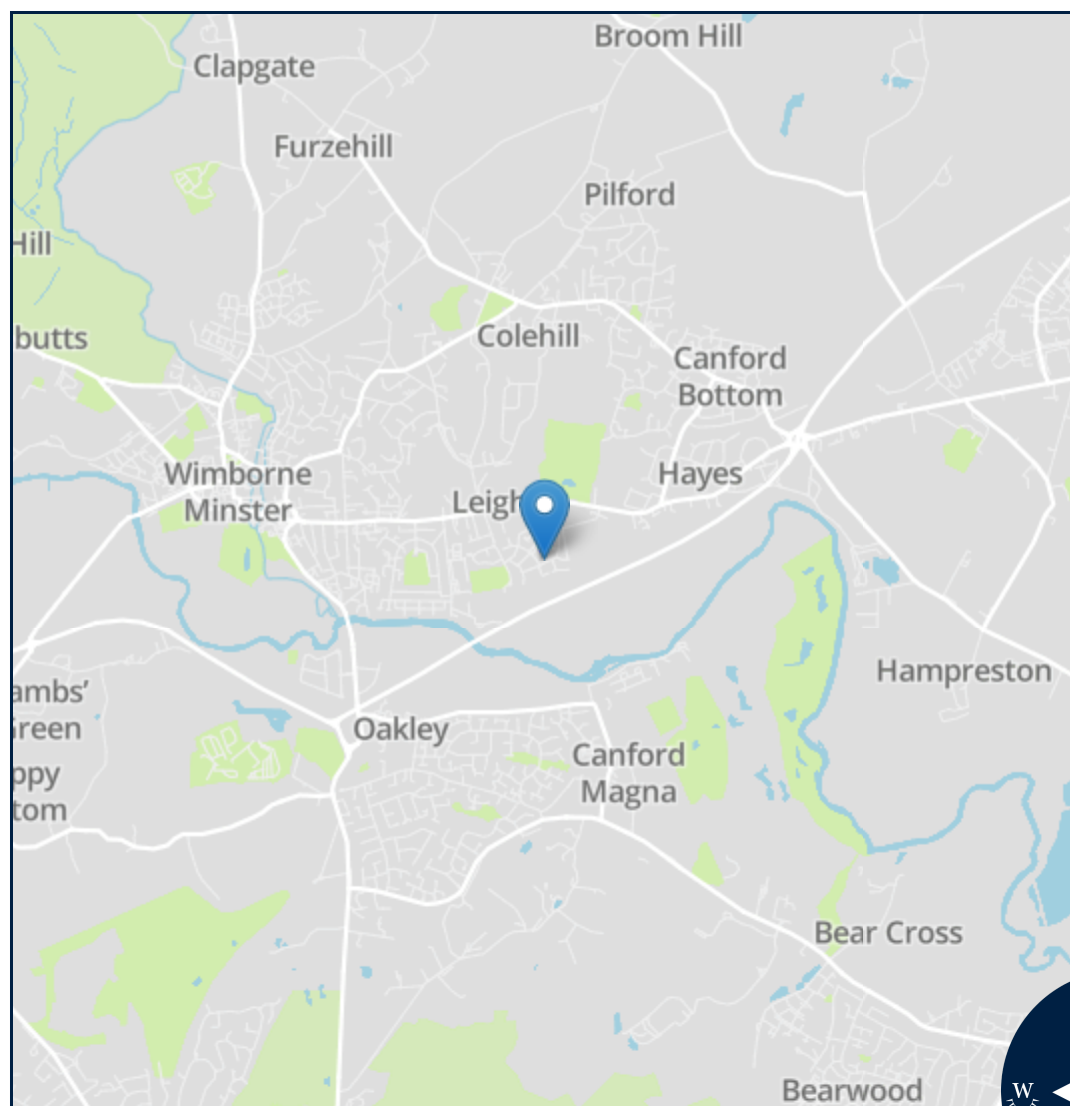 Broom Hill
Clapgate
Furzehill
Pilford
Hill
butts
Colehill
Canford
Bottom
Wimborne
Minster
Hayes
Leigh
Hampreston
ambs’
Green
Oakley
Canford
Magna
ppy
tom
Bear Cross
Bearwood
W